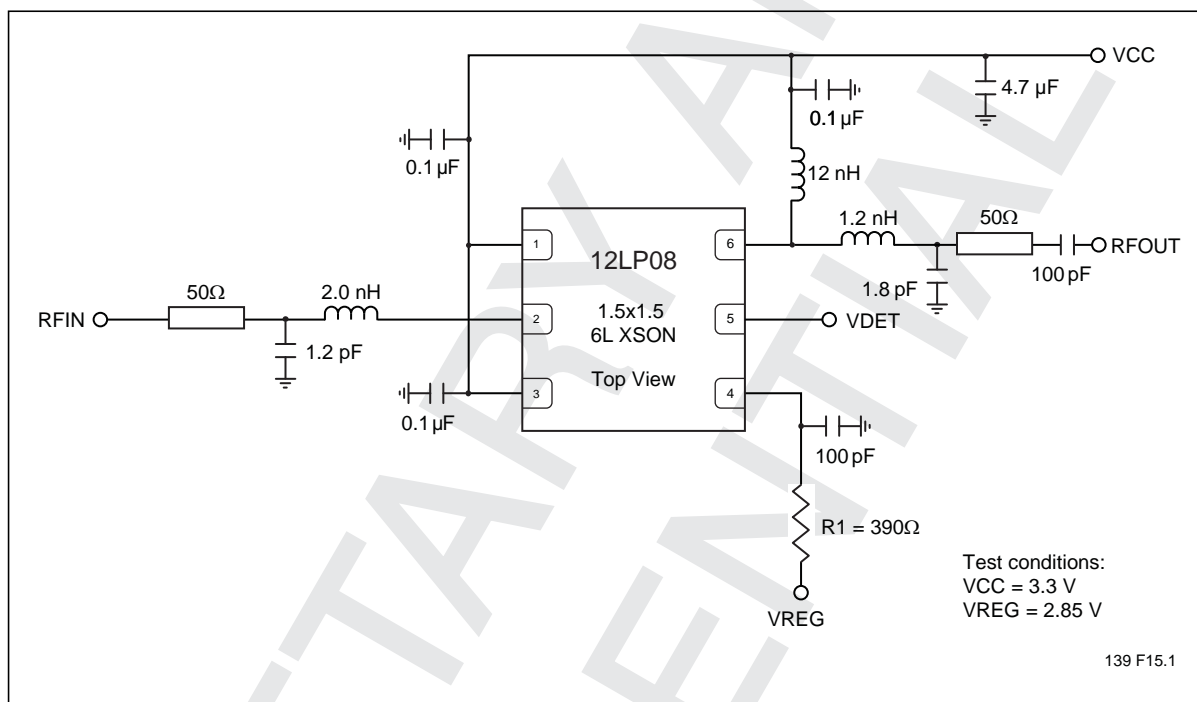 VCC
4.7 µF
0.1 µF
0.1 µF
12 nH
1.2 nH
50Ω
RFOUT
100 pF
1.8 pF
1
6
12LP08
50Ω
2.0 nH
RFIN
1.2 pF
2
1.5x1.5
6L XSON
5
VDET
Top View
3
4
0.1 µF
100 pF
R1 = 390Ω
VREG
Test conditions:
VCC = 3.3 V
VREG = 2.85 V
139 F15.1
TARY A
ENTIAL